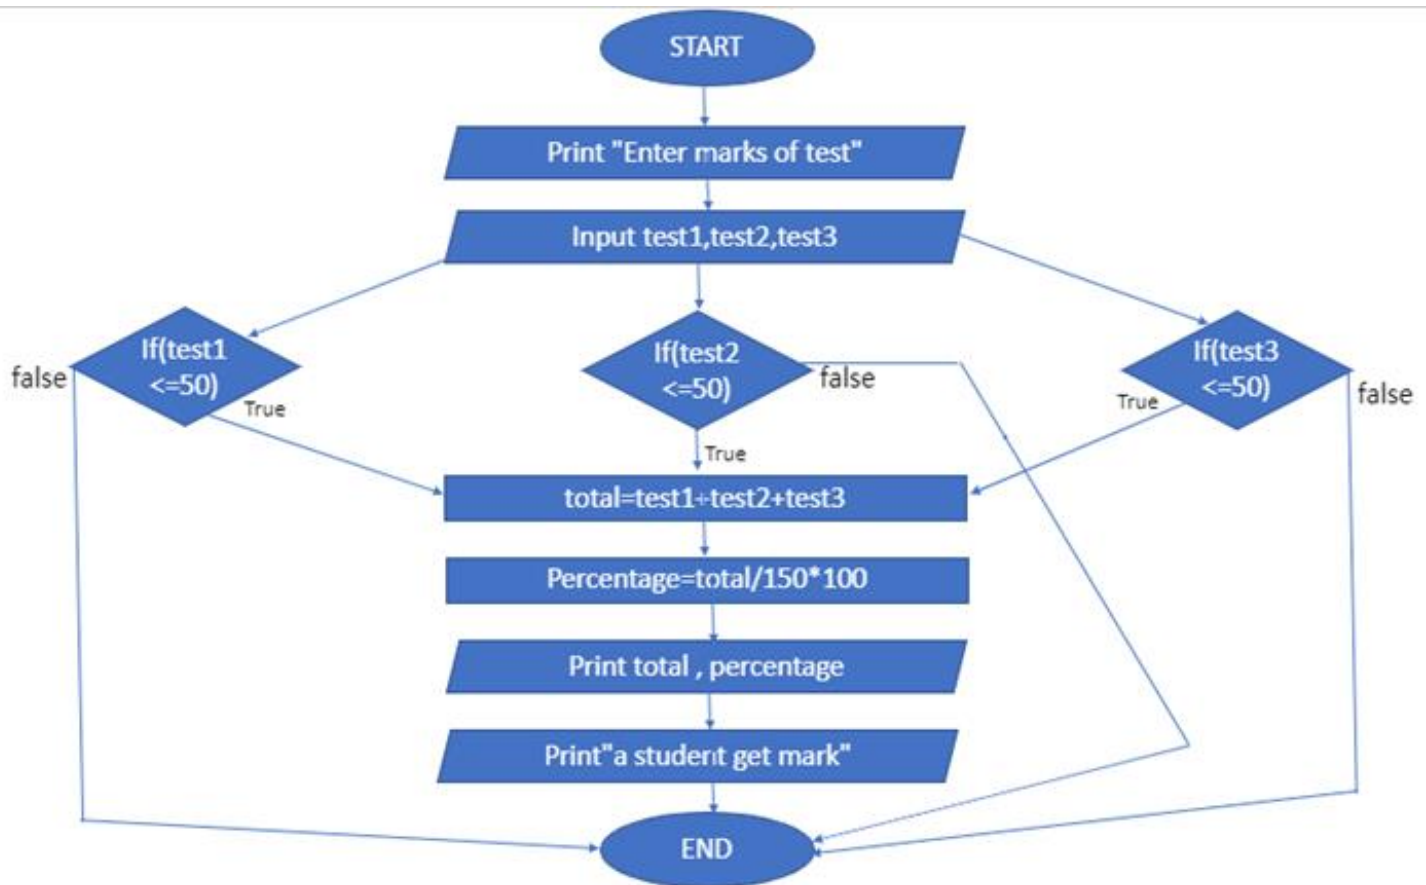 START
Print "Enter marks of test"
Input test1,test2,test3
If(test1
<=50)
false
True
If(test2
<=50)
false
True
If(test3
<=50)
True
false
total=test1+test2+test3
Percentage=total/150*100
Print total , percentage
Print"a student get mark"
END